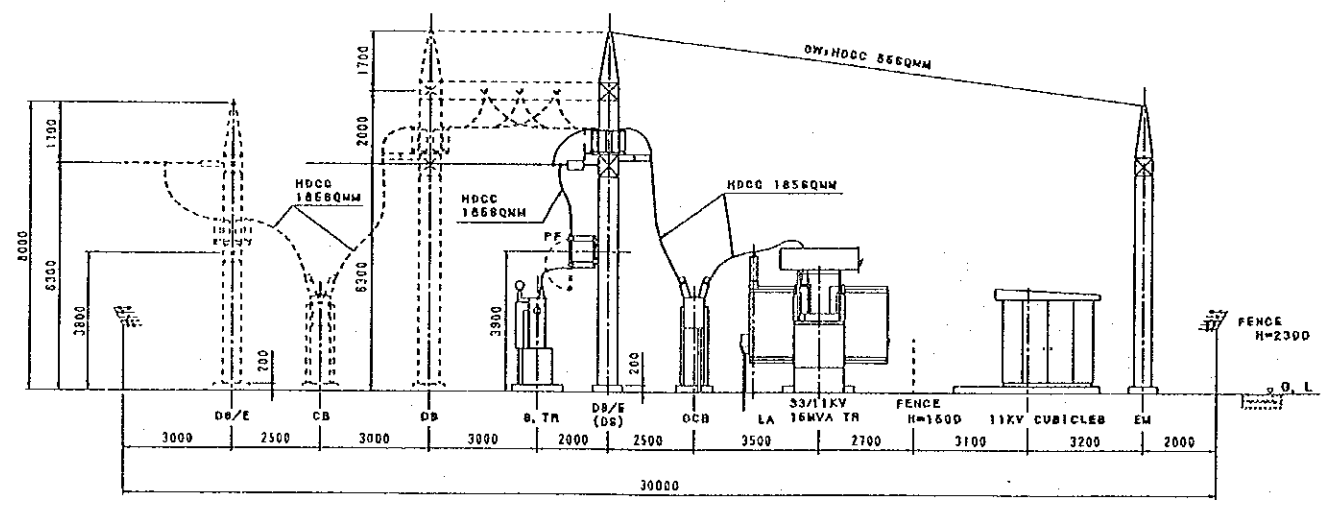 1700
2000
6300
GW:HDCC 55SQMM
1700
6300
8000
3800
200
HDCC
185SQMM
HDCC
185SQMM
HDCC 185SQMM
PF
3900
200
FENCE
H=2300
G.L
DS/E
CB
DS
S.TR
DS/E
(DS)
OCB
LA
33/11KV
16MVA TR
FENCE
H=1500
11KV CUBICLES
EM
3000
2500
3000
3000
2000
2500
3500
2700
3100
3200
2000
30000